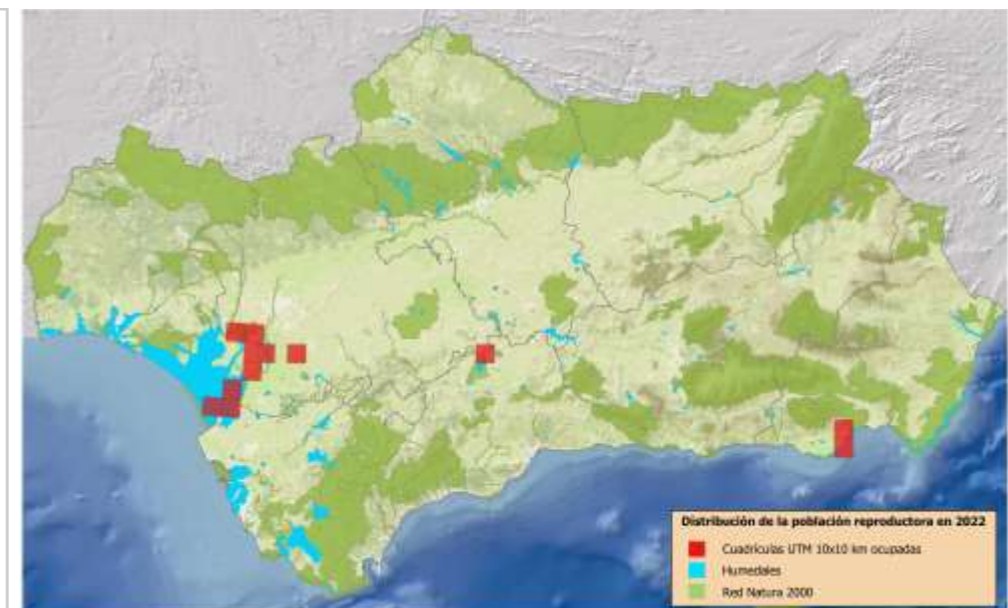 Distribución de la población reproductora en 2022
Cuadrículas UTM 10x10 km ocupadas
Humedales
Red Natura 2000